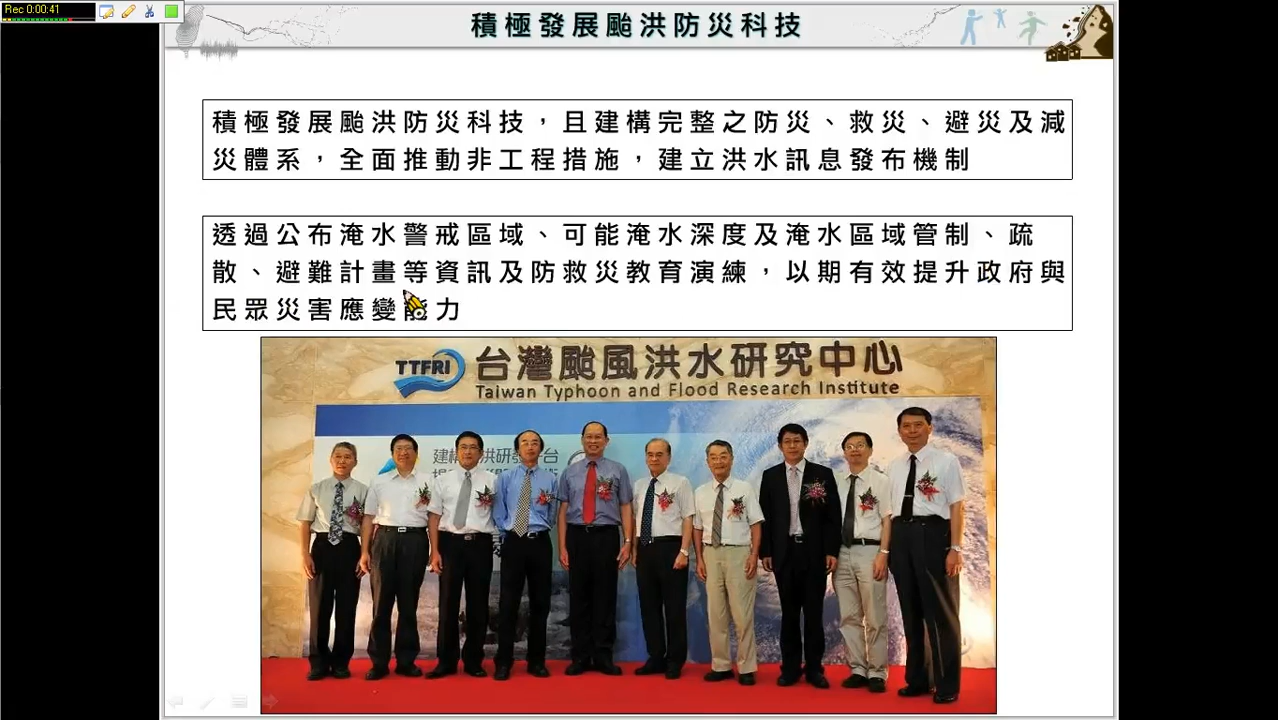 Rec 0:00:41
積極發展颱洪防災科技
積極發展颱洪防災科技，且建構完整之防災、救災、避災及減
災體系，全面推動非工程措施，建立洪水訊息發布機制
透過公布淹水警戒區域、可能淹水深度及淹水區域管制、疏
散、避難計畫等資訊及防救災教育演練，以期有效提升政府與
民眾災害應變 力
TTFRI 台灣颱風洪水研究中心
Taiwan Typhoon and Flood Research Institute